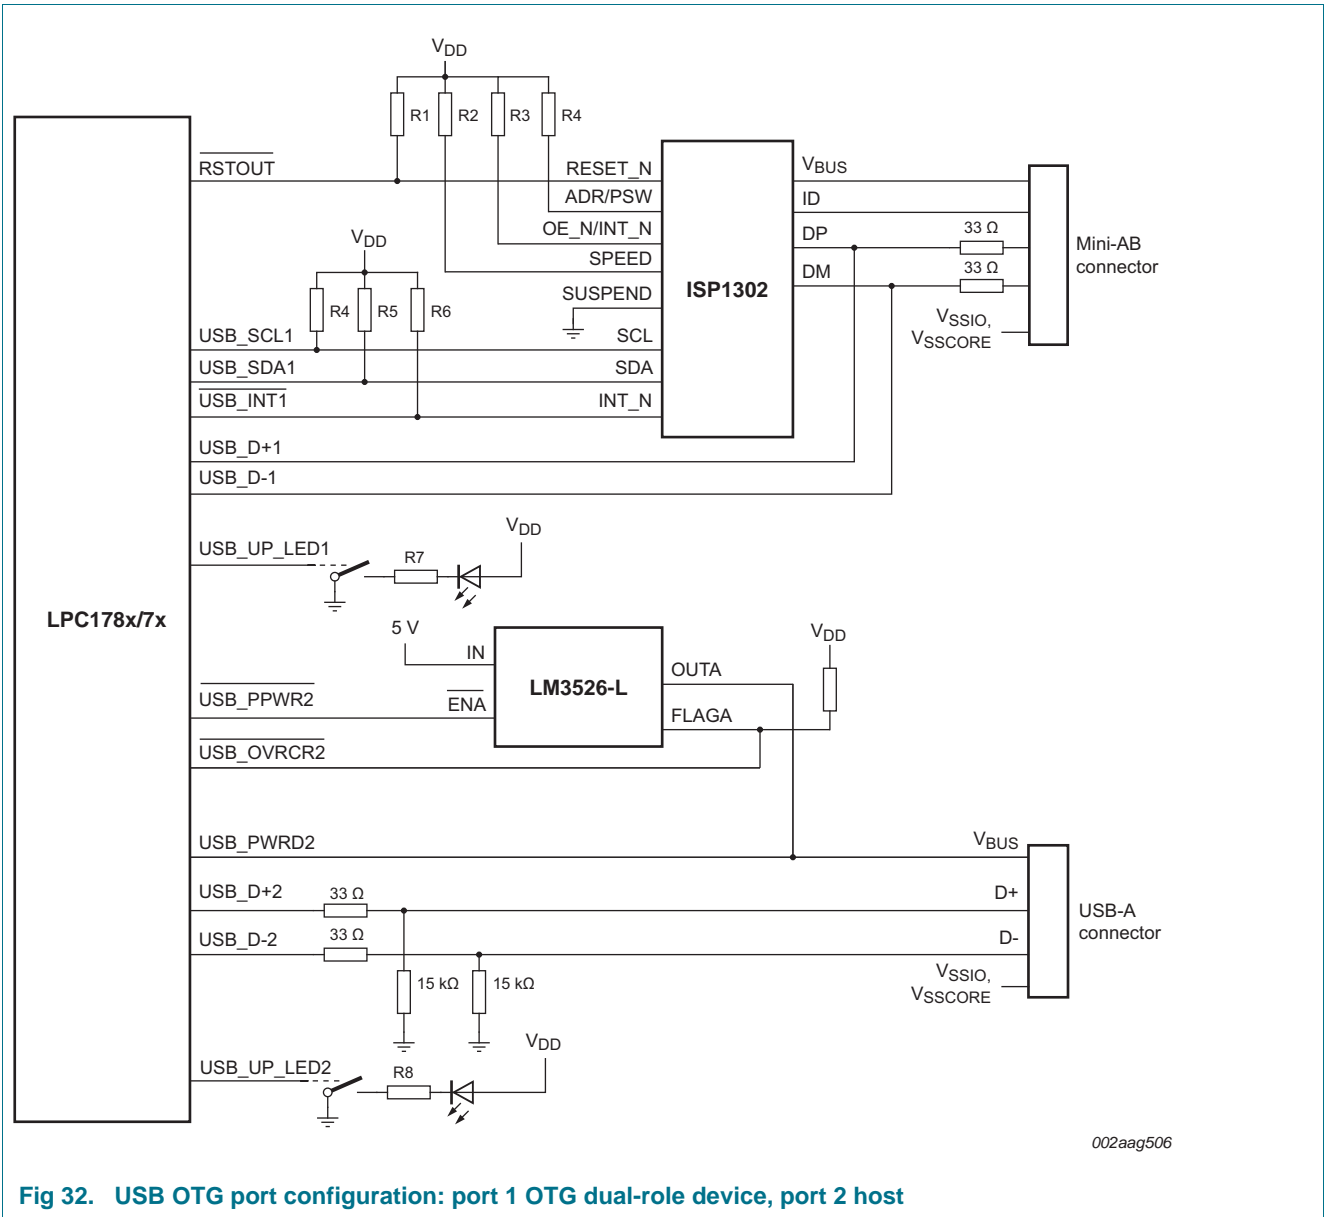 VDD
R1 R2 R3 R4
RSTOUT
RESET_N
ADR/PSW
OE_N/INT_N
SPEED
SUSPEND
VDD
R4 R5 R6
USB_SCL1
SCL
USB_SDA1
SDA
USB_INT1
INT_N
ISP1302
VBUS
ID
DP
33 Ω
DM
33 Ω
VSSIO,
VSSCORE
Mini-AB
connector
USB_D+1
USB_D-1
USB_UP_LED1
R7
VDD
LPC178x/7x
5 V
IN
LM3526-L
OUTA
VDD
USB_PPWR2
ENA
FLAGA
USB_OVRCR2
USB_PWRD2
VBUS
USB_D+2
33 Ω
D+
USB_D-2
33 Ω
D-
USB-A
connector
15 kΩ
15 kΩ
VSSIO,
VSSCORE
USB_UP_LED2
R8
VDD
002aag506
Fig 32. USB OTG port configuration: port 1 OTG dual-role device, port 2 host